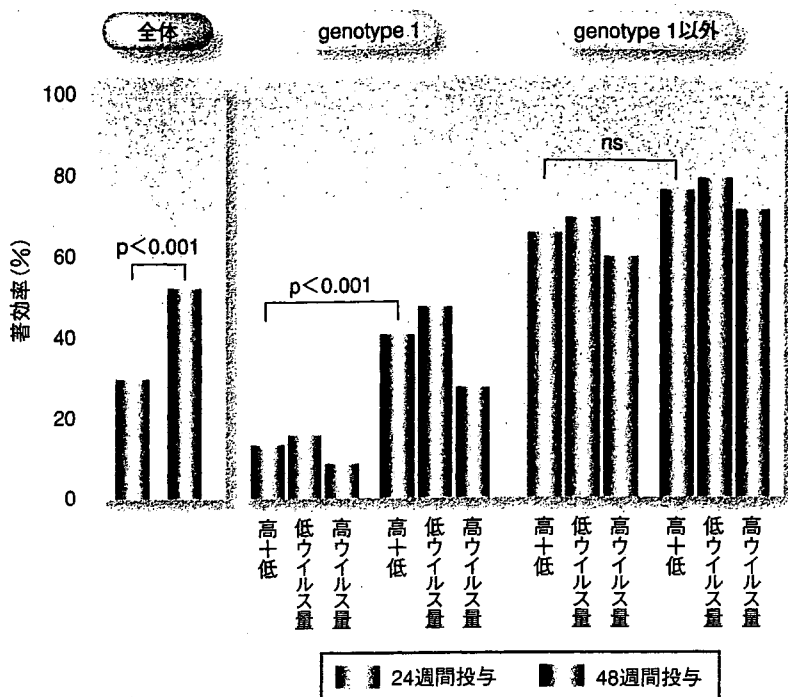 全体
genotype 1
genotype 1以外
100
80
60
40
20
0
著効率(%)
p<0.001
p<0.001
ns
高+低
低ウイルス量
高ウイルス量
高+低
低ウイルス量
高ウイルス量
高+低
低ウイルス量
高ウイルス量
高+低
低ウイルス量
高ウイルス量
24週間投与
48週間投与